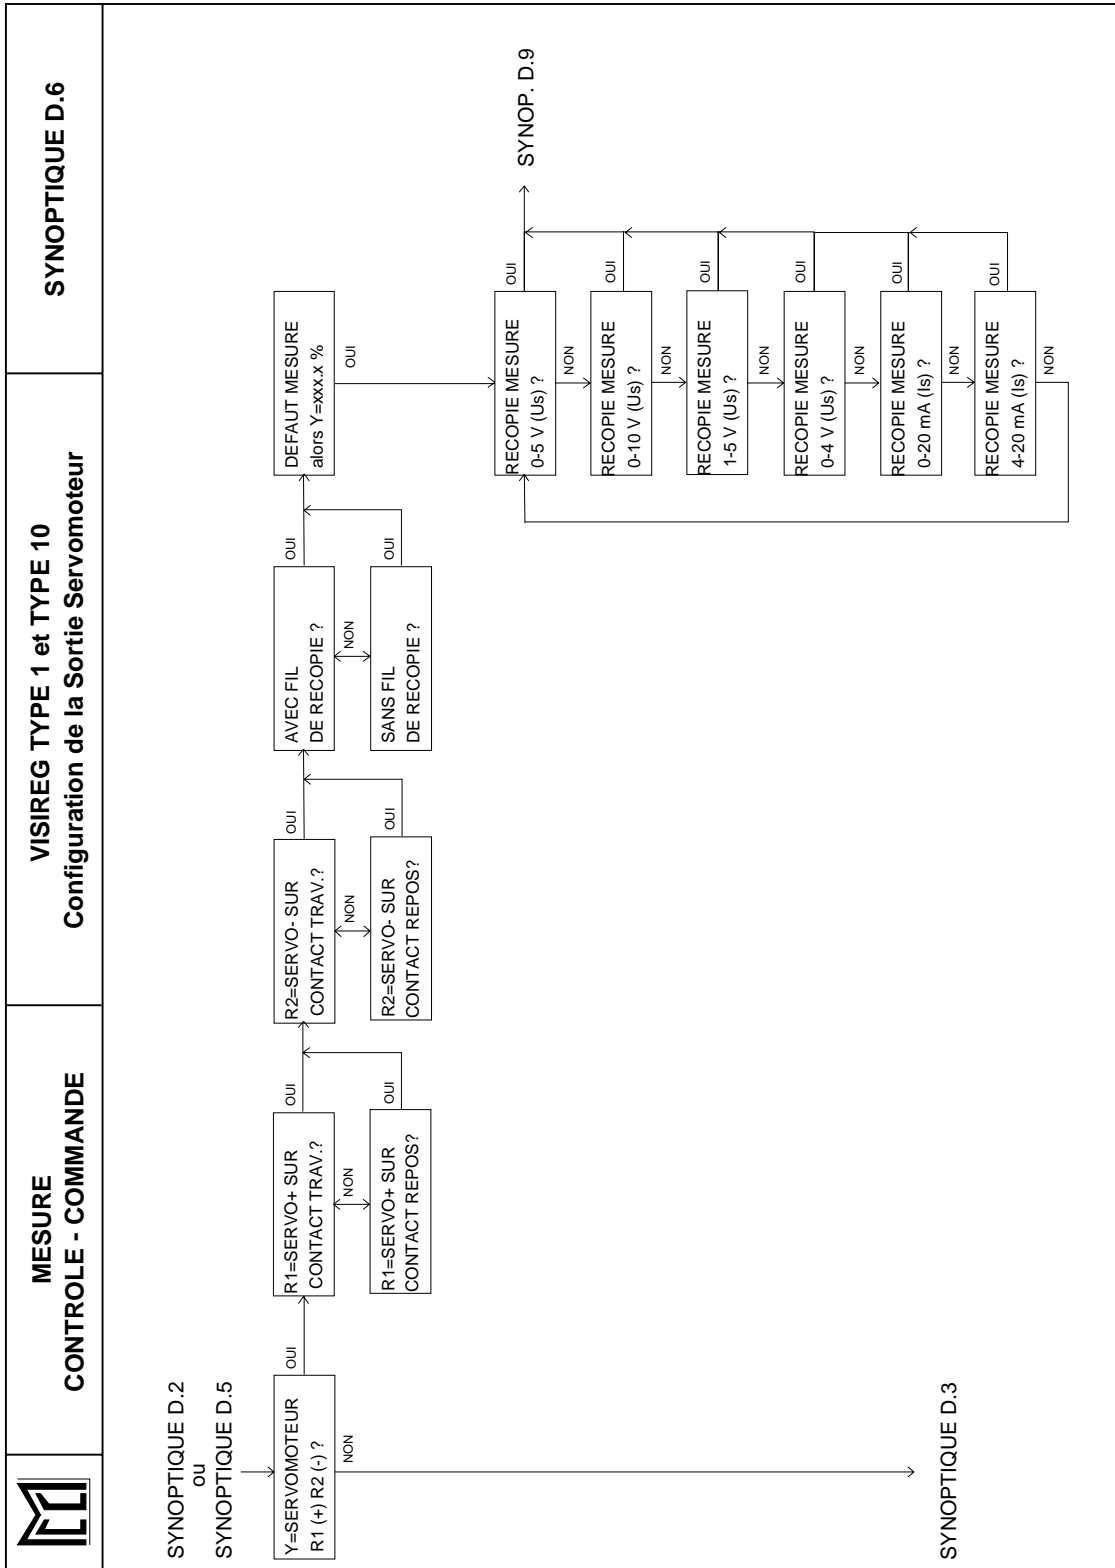 MESURE
CONTROLE - COMMANDE
VISIREG TYPE 1 et TYPE 10
Configuration de la Sortie Servomoteur
SYNOPTIQUE D.6
SYNOPTIQUE D.2
ou
SYNOPTIQUE D.5
Y=SERVOMOTEUR
R1 (+) R2 (-) ?
OUI
NON
SYNOPTIQUE D.3
R1=SERVO+ SUR
CONTACT TRAV.?
OUI
NON
R1=SERVO+ SUR
CONTACT REPOS?
OUI
R2=SERVO- SUR
CONTACT TRAV.?
OUI
NON
R2=SERVO- SUR
CONTACT REPOS?
OUI
AVEC FIL
DE RECOPIE ?
OUI
NON
SANS FIL
DE RECOPIE ?
OUI
DEFAUT MESURE
alors Y=xxx.x %
OUI
RECOPIE MESURE
0-5 V (Us) ?
OUI
NON
RECOPIE MESURE
0-10 V (Us) ?
OUI
NON
RECOPIE MESURE
1-5 V (Us) ?
OUI
NON
RECOPIE MESURE
0-4 V (Us) ?
OUI
NON
RECOPIE MESURE
0-20 mA (Is) ?
OUI
NON
RECOPIE MESURE
4-20 mA (Is) ?
OUI
NON
SYNOP. D.9